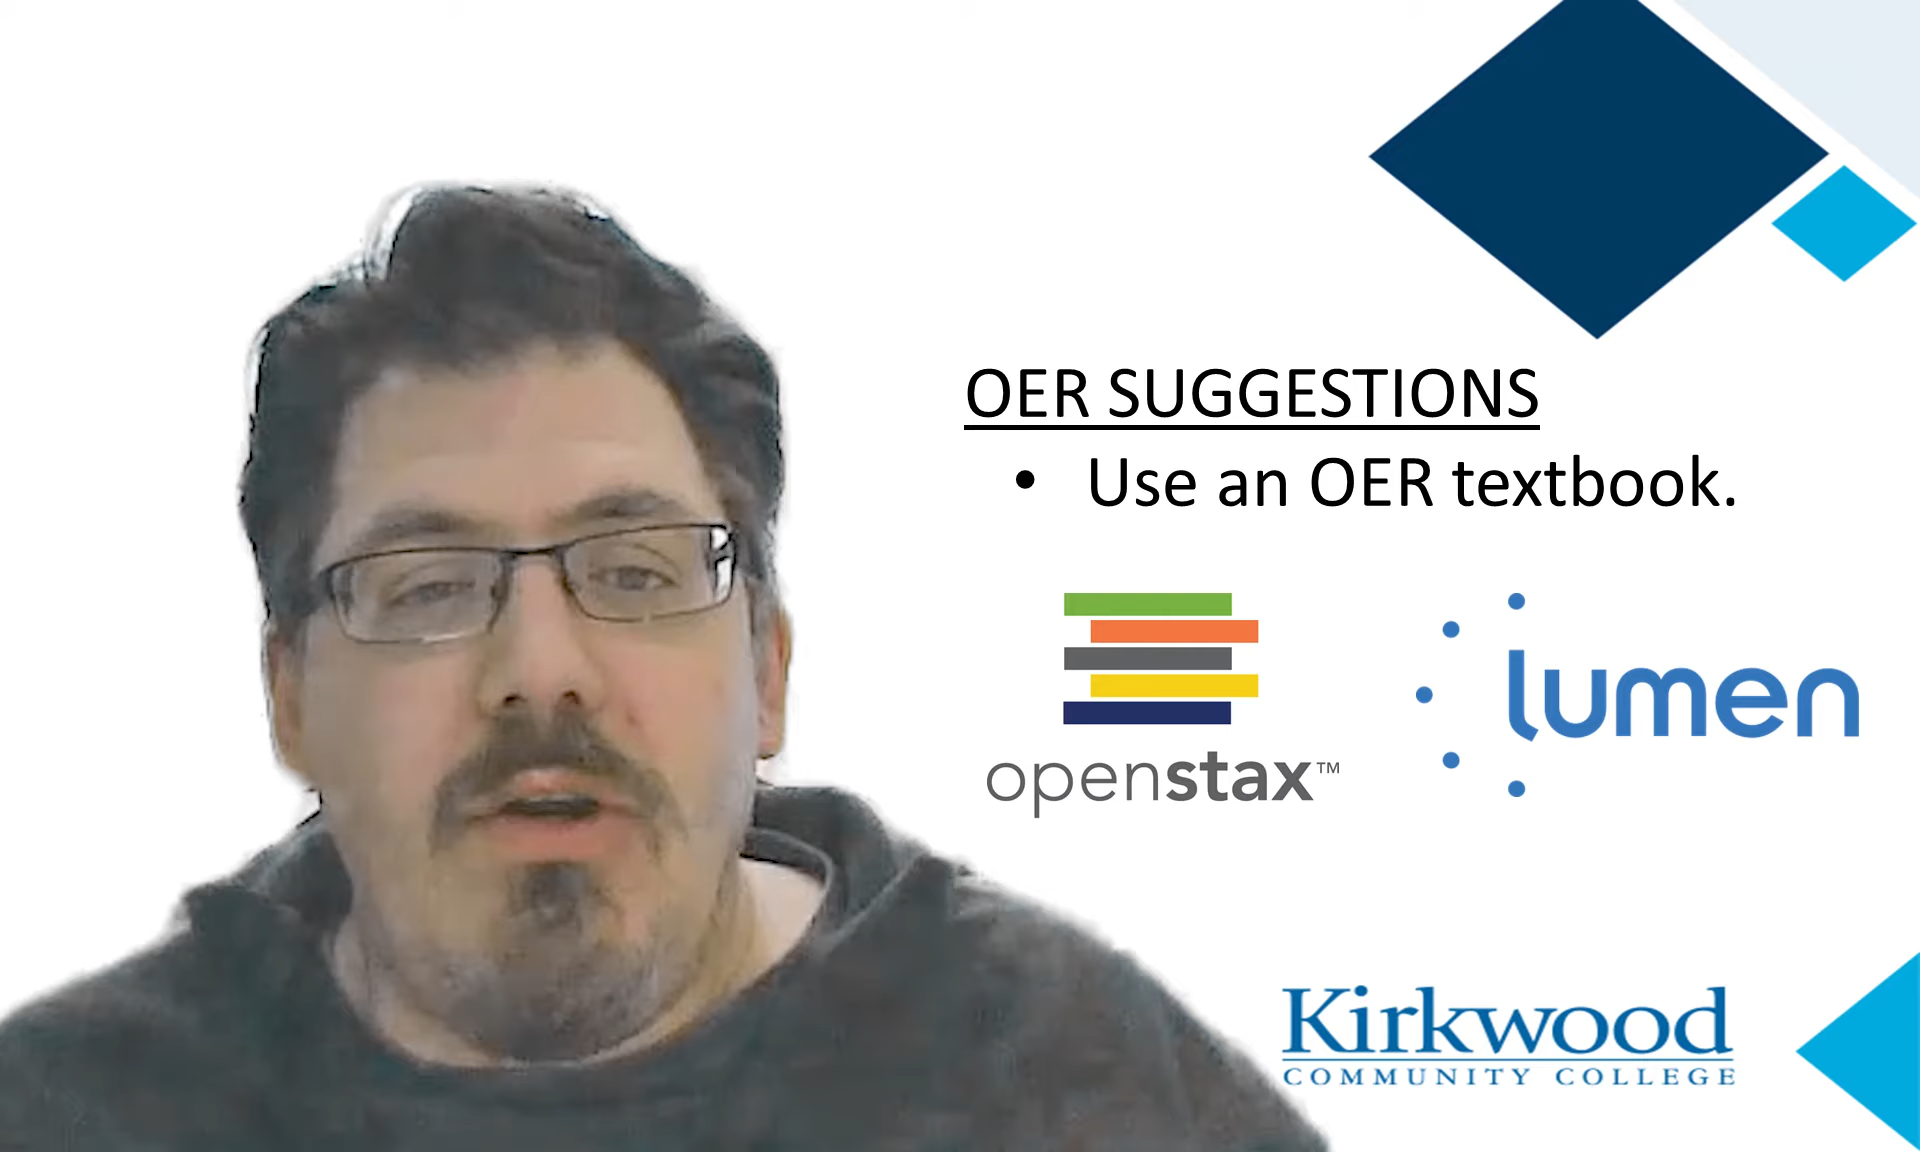 OER SUGGESTIONS
• Use an OER textbook.
openstax™
lumen
Kirkwood
COMMUNITY COLLEGE